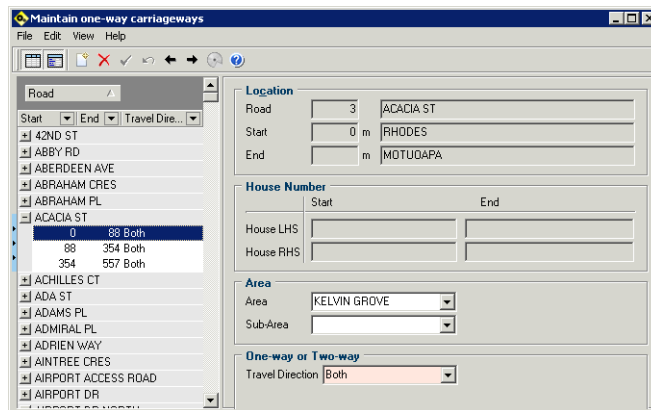 Maintain one-way carriageways
File Edit View Help
Road
Start End Travel Dire...
42ND ST
ABBY RD
ABERDEEN AVE
ABRAHAM CRES
ABRAHAM PL
ACACIA ST
0 88 Both
88 354 Both
354 557 Both
ACHILLES CT
ADA ST
ADAMS PL
ADMIRAL PL
ADRIEN WAY
AINTREE CRES
AIRPORT ACCESS ROAD
AIRPORT DR
Location
Road 3 ACACIA ST
Start 0 m RHODES
End m MOTUOAPA
House Number
Start End
House LHS
House RHS
Area
Area KELVIN GROVE
Sub-Area
One-way or Two-way
Travel Direction Both